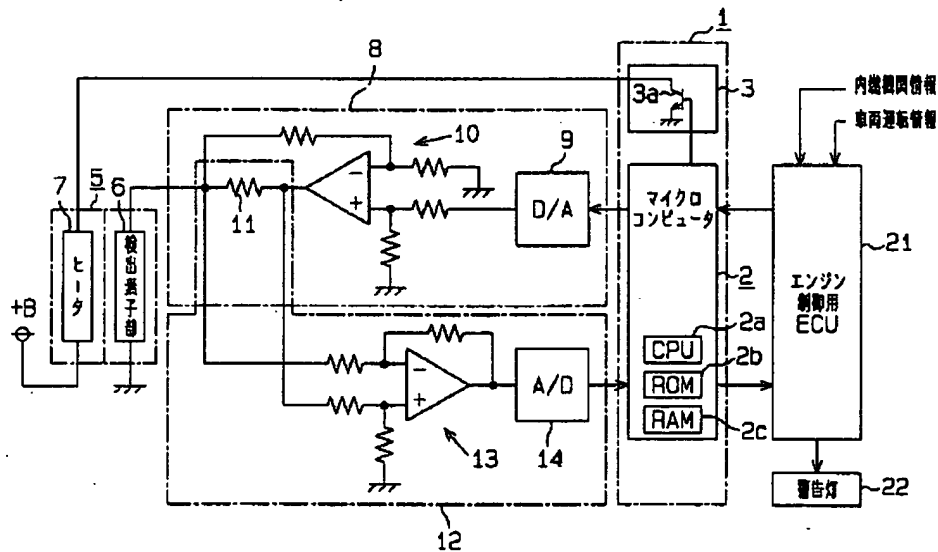 1
8
3a
3
内燃機関情報
車両運転情報
10
9
7
5
6
11
D/A
マイクロ
コンピュータ
21
2
エンジン
制御用
ECU
+B
ヒータ
検出素子部
2a
CPU
2b
ROM
RAM
2c
A/D
13
14
警告灯
22
12
-
+
-
+